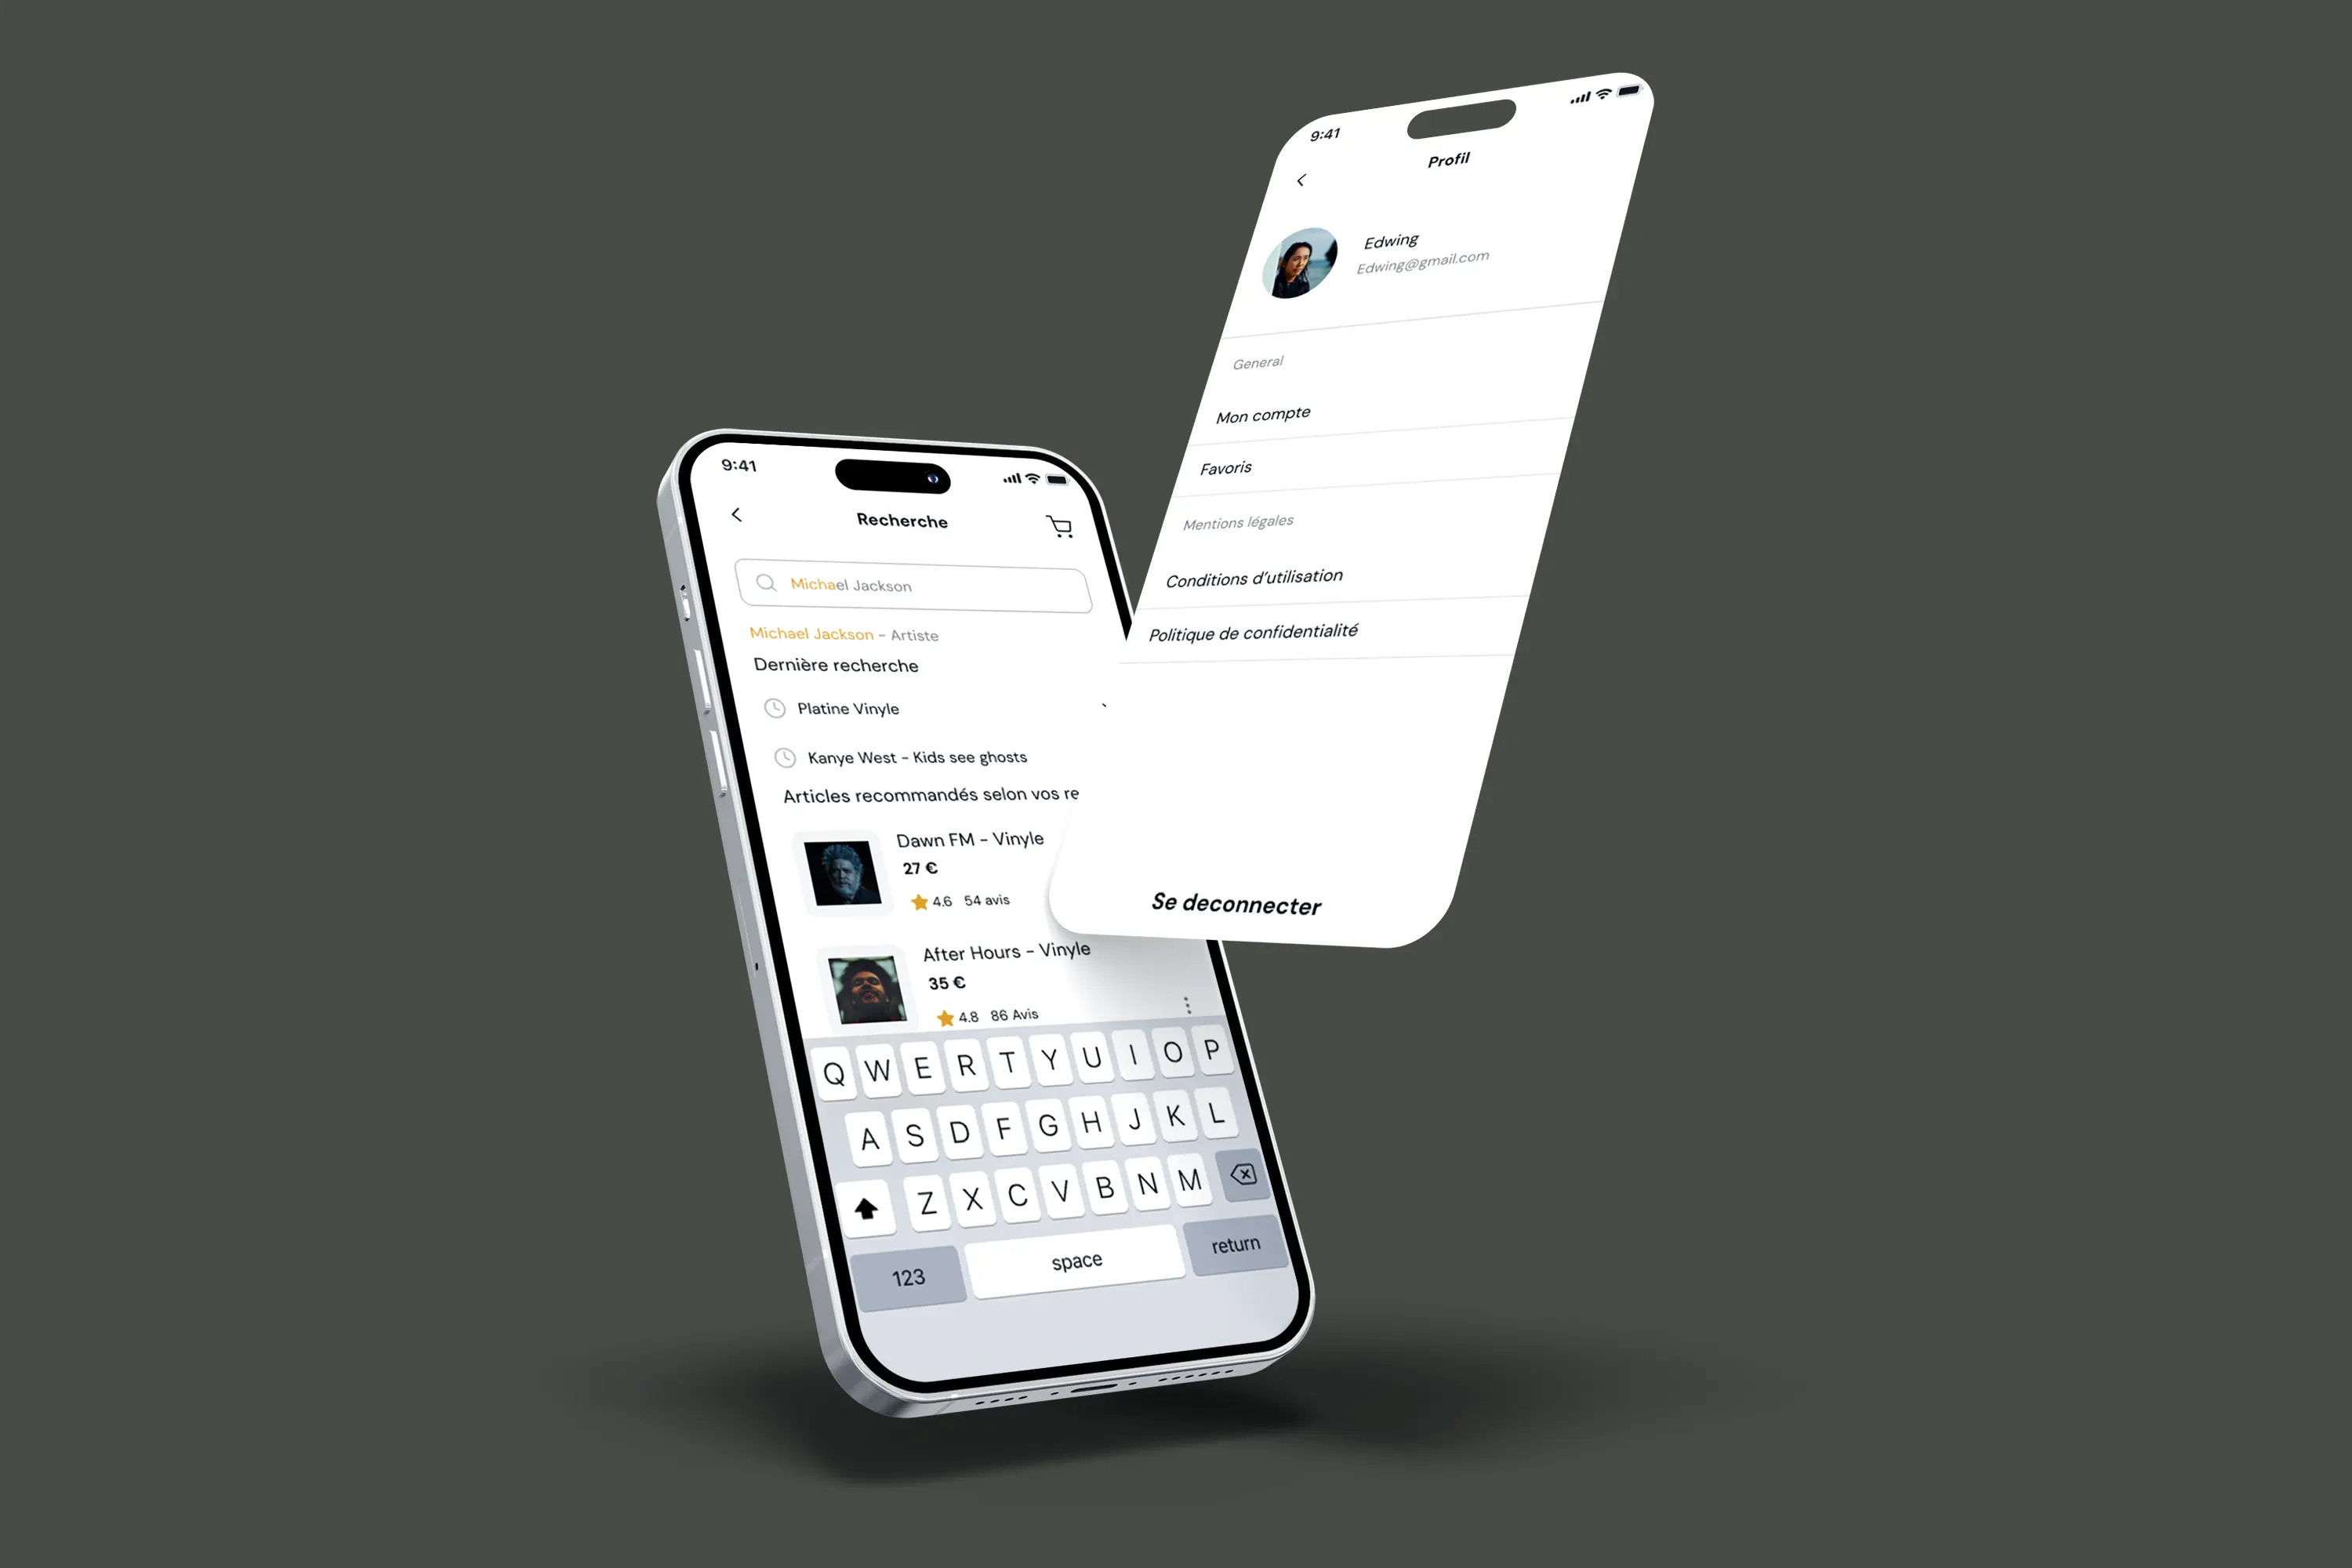 9:41
Profil
Edwing
Edwing@gmail.com
General
Mon compte
Favoris
Mentions légales
Conditions d’utilisation
Politique de confidentialité
Se deconnecter
9:41
Recherche
Michael Jackson
Michael Jackson - Artiste
Dernière recherche
Platine Vinyle
Kanye West - Kids see ghosts
Articles recommandés selon vos re
Dawn FM - Vinyle
27 €
4.6 54 avis
After Hours - Vinyle
35 €
4.8 86 Avis
Q W E R T Y U I O P
A S D F G H J K L
Z X C V B N M
123 space return